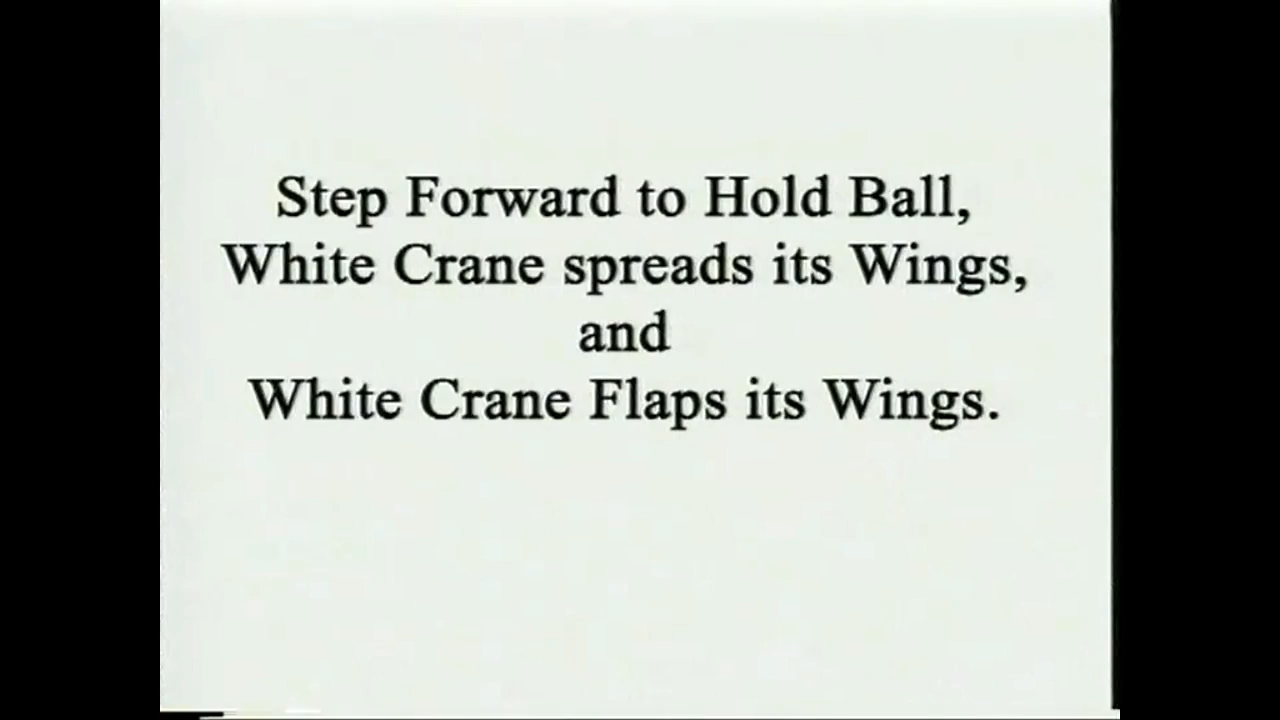 Step Forward to Hold Ball,
White Crane spreads its Wings,
and
White Crane Flaps its Wings.